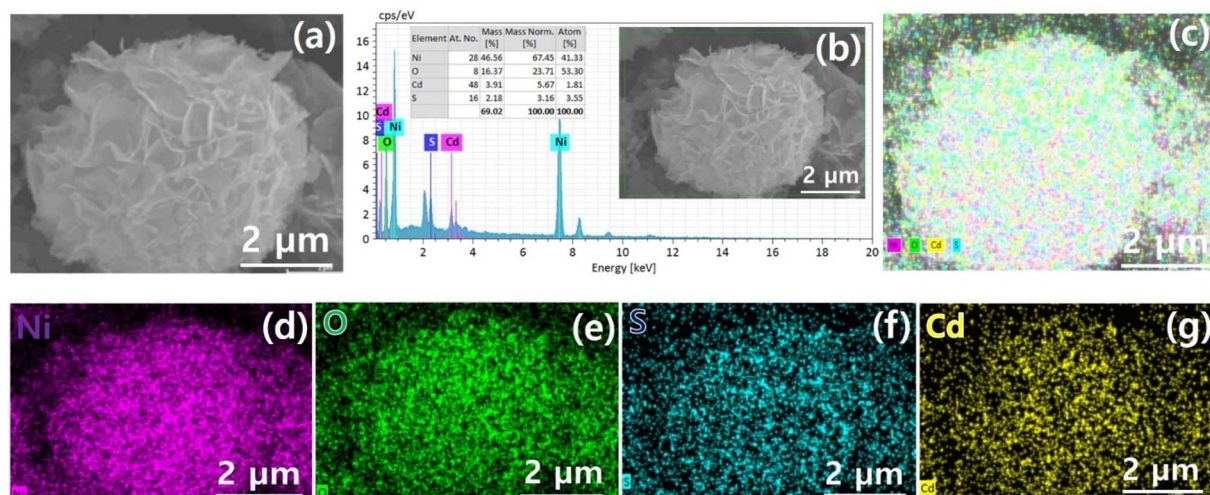 (a)
2 µm
cps/eV
16
14
12
10
8
6
4
2
0
Element At. No. Mass [%] Mass Norm. [%] Atom [%]
Ni 28 46.56 67.45 41.33
O 8 16.37 23.71 53.30
Cd 48 3.91 5.67 1.81
S 16 2.18 3.16 3.55
69.02 100.00 100.00
Cd
S Ni
O
S
Cd
Ni
2 4 6 8 10 12 14 16 18 20
Energy [keV]
(b)
2 µm
(c)
Ni O Cd S
2 µm
Ni
(d)
2 µm
O
(e)
2 µm
S
(f)
S
2 µm
Cd
(g)
Cd
2 µm